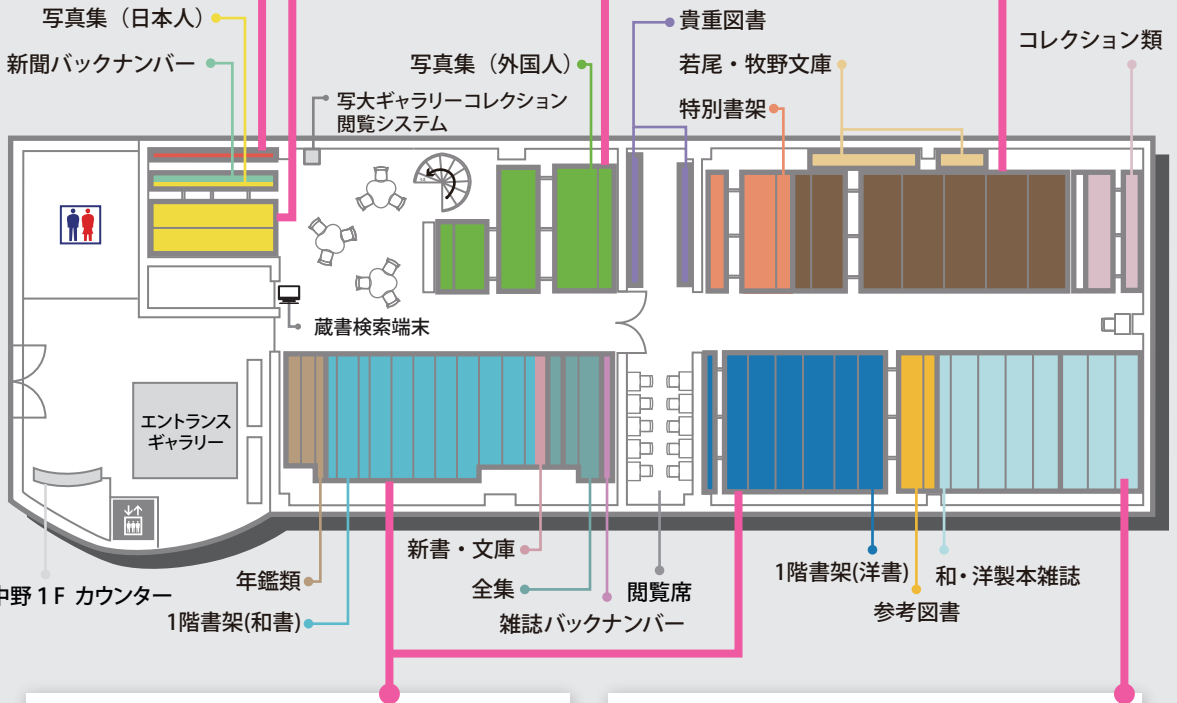 写真集（日本人）
新聞バックナンバー
写真集（外国人）
写大ギャラリーコレクション
閲覧システム
貴重図書
若尾・牧野文庫
特別書架
コレクション類
蔵書検索端末
エントランス
ギャラリー
中野１F カウンター
年鑑類
1階書架(和書)
新書・文庫
全集
雑誌バックナンバー
閲覧席
1階書架(洋書)
参考図書
和・洋製本雑誌